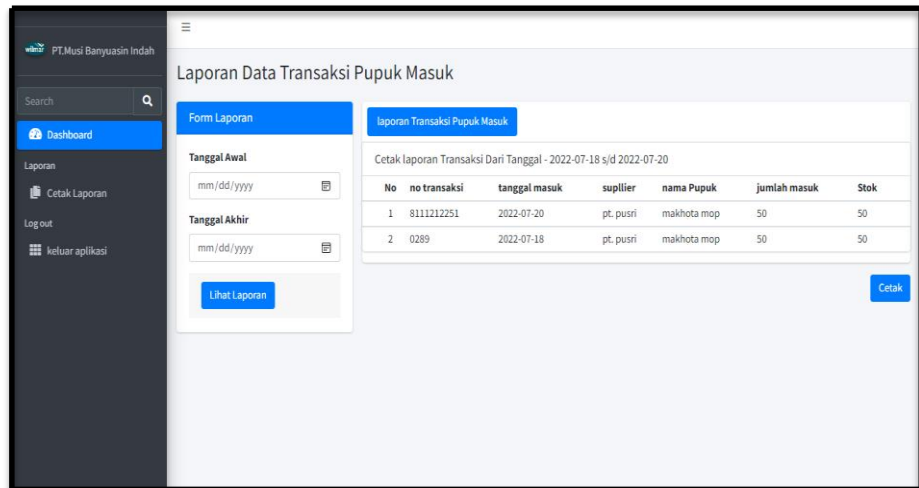 wilmar PT.Musi Banyuasin Indah
Search
Dashboard
Laporan
Cetak Laporan
Log out
keluar aplikasi
Laporan Data Transaksi Pupuk Masuk
Form Laporan
Tanggal Awal
mm/dd/yyyy
Tanggal Akhir
mm/dd/yyyy
Lihat Laporan
laporan Transaksi Pupuk Masuk
Cetak laporan Transaksi Dari Tanggal - 2022-07-18 s/d 2022-07-20
No no transaksi tanggal masuk supllier nama Pupuk jumlah masuk Stok
1 8111212251 2022-07-20 pt. pusri makhota mop 50 50
2 0289 2022-07-18 pt. pusri makhota mop 50 50
Cetak